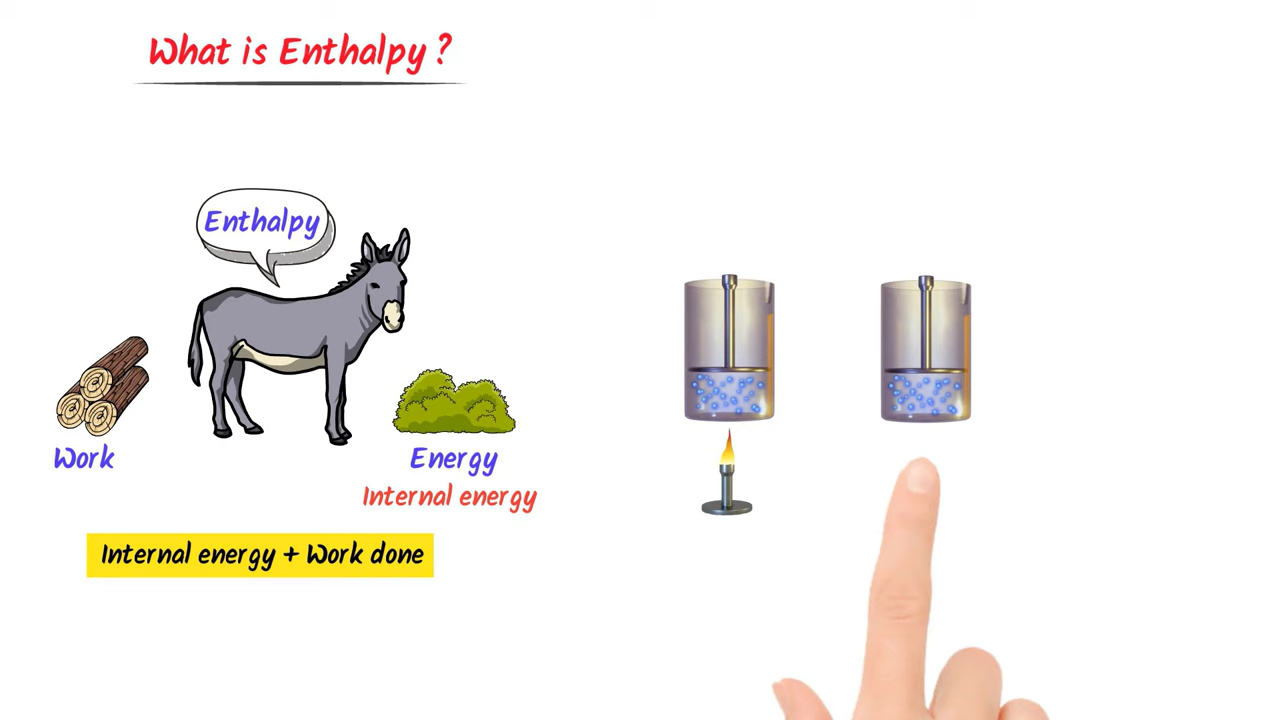 What is Enthalpy ?
Enthalpy
Work
Energy
Internal energy
Internal energy + Work done